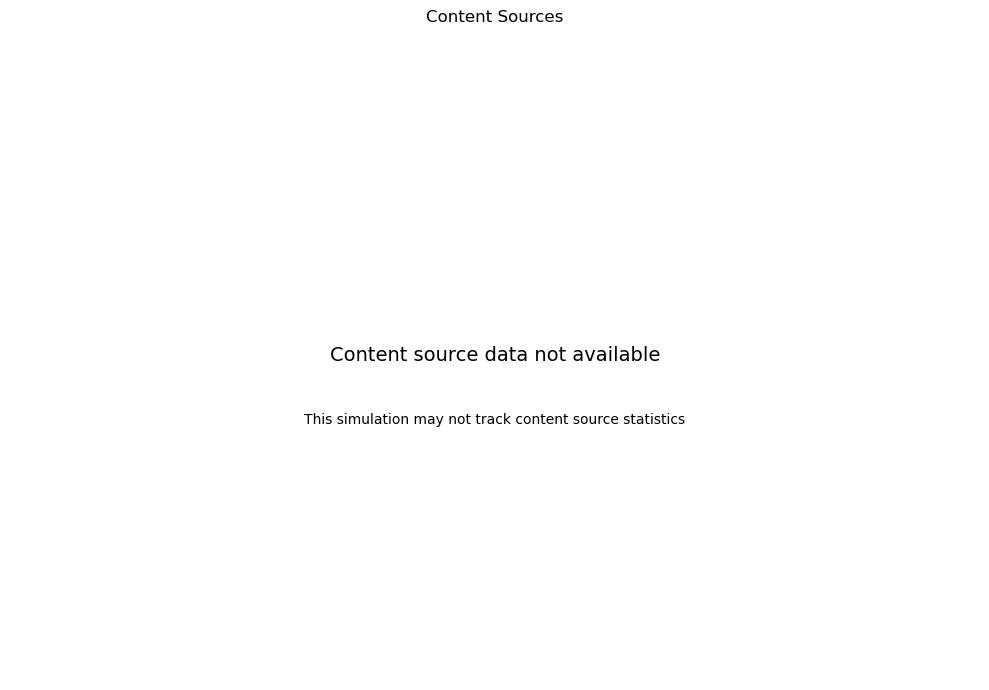 Content Sources
Content source data not available
This simulation may not track content source statistics